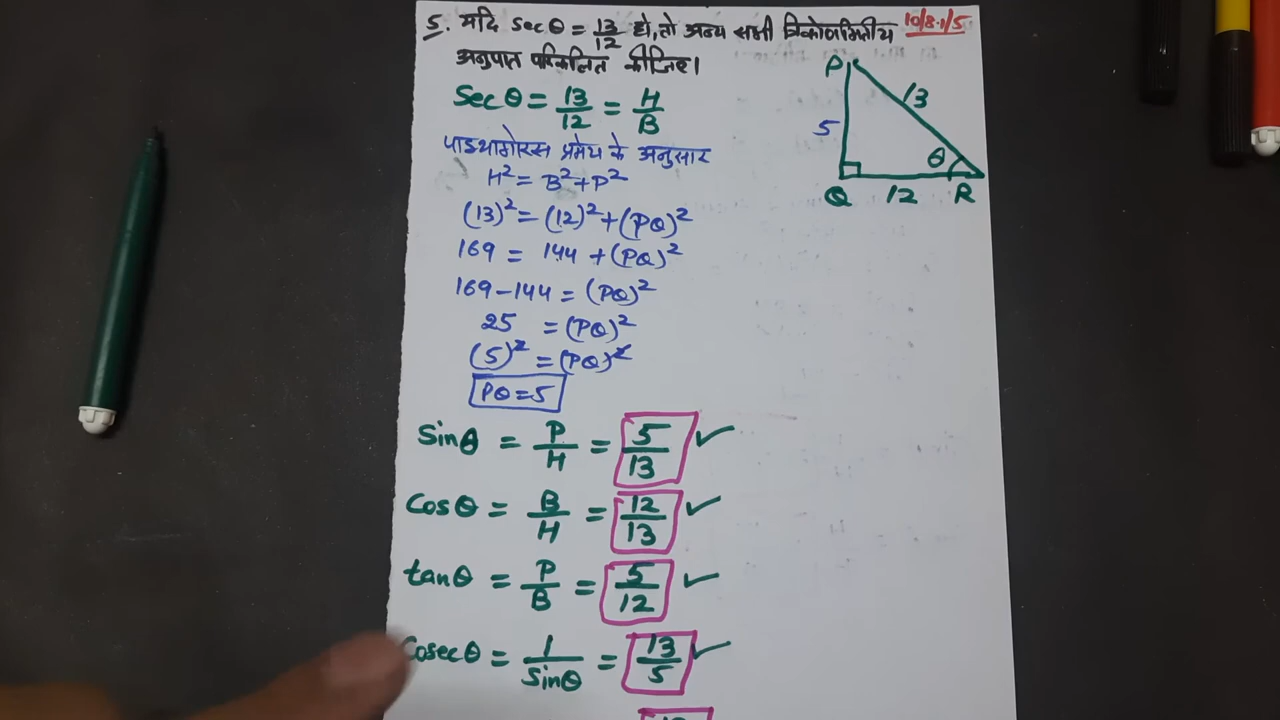 5. यदि secθ = 13/12 हो, तो अन्य सभी त्रिकोणमितीय 10/8.1/5
अनुपात परिकलित कीजिए।
Secθ = 13/12 = H/B
पाइथागोरस प्रमेय के अनुसार
H² = B² + P²
(13)² = (12)² + (PQ)²
169 = 144 + (PQ)²
169 - 144 = (PQ)²
25 = (PQ)²
(5)² = (PQ)²
PQ = 5
P
13
5
θ
Q 12 R
Sinθ = P/H = 5/13 ✓
Cosθ = B/H = 12/13 ✓
tanθ = P/B = 5/12 ✓
Cosecθ = 1/Sinθ = 13/5 ✓